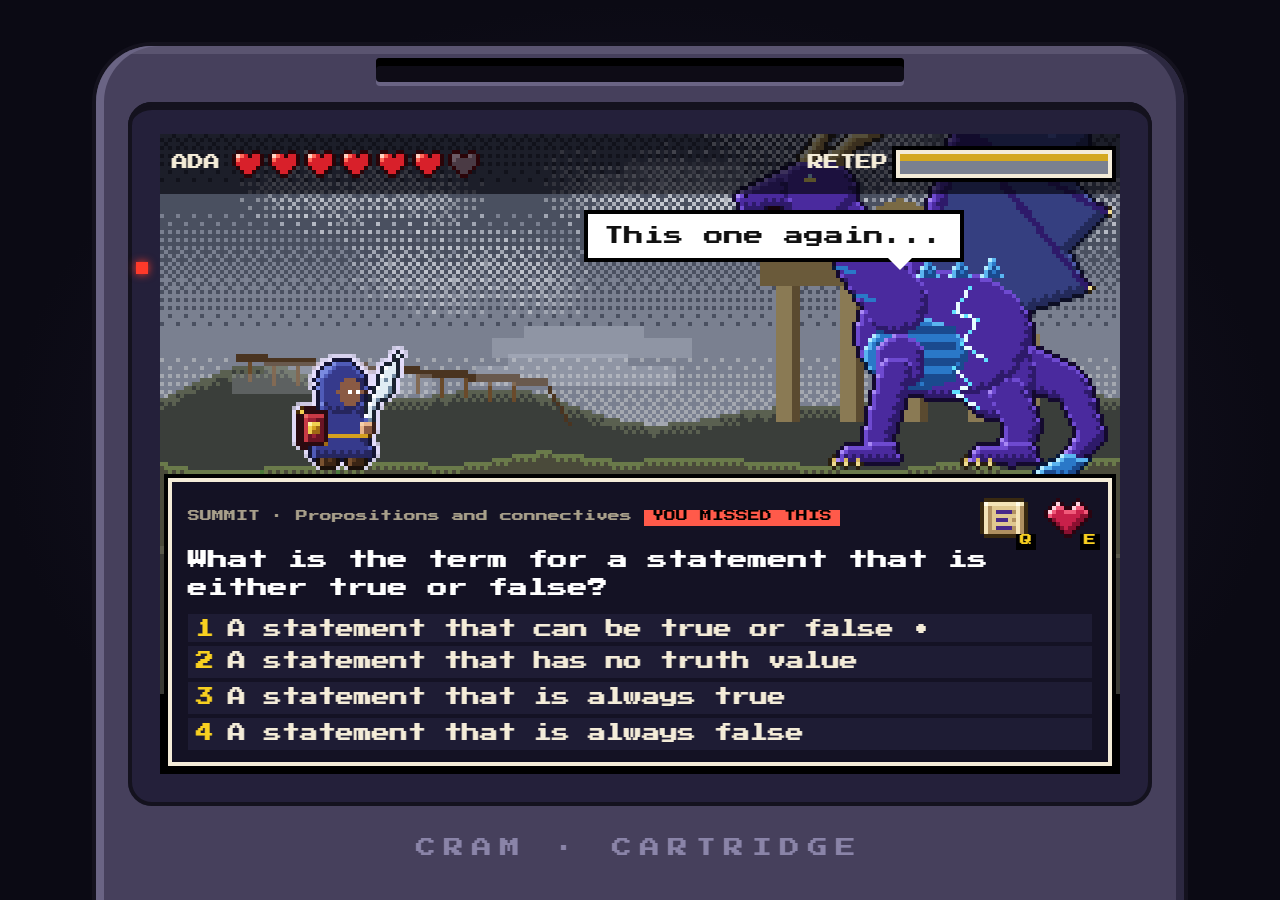 ADA
RETEP
This one again...
SUMMIT · Propositions and connectives YOU MISSED THIS
Q
E
What is the term for a statement that is
either true or false?
1 A statement that can be true or false •
2 A statement that has no truth value
3 A statement that is always true
4 A statement that is always false
CRAM · CARTRIDGE